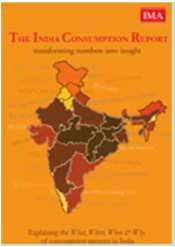 IMA
THE INDIA CONSUMPTION REPORT
transforming numbers into insight
Explaining the What, Where, When & Why
of consumption patterns in India